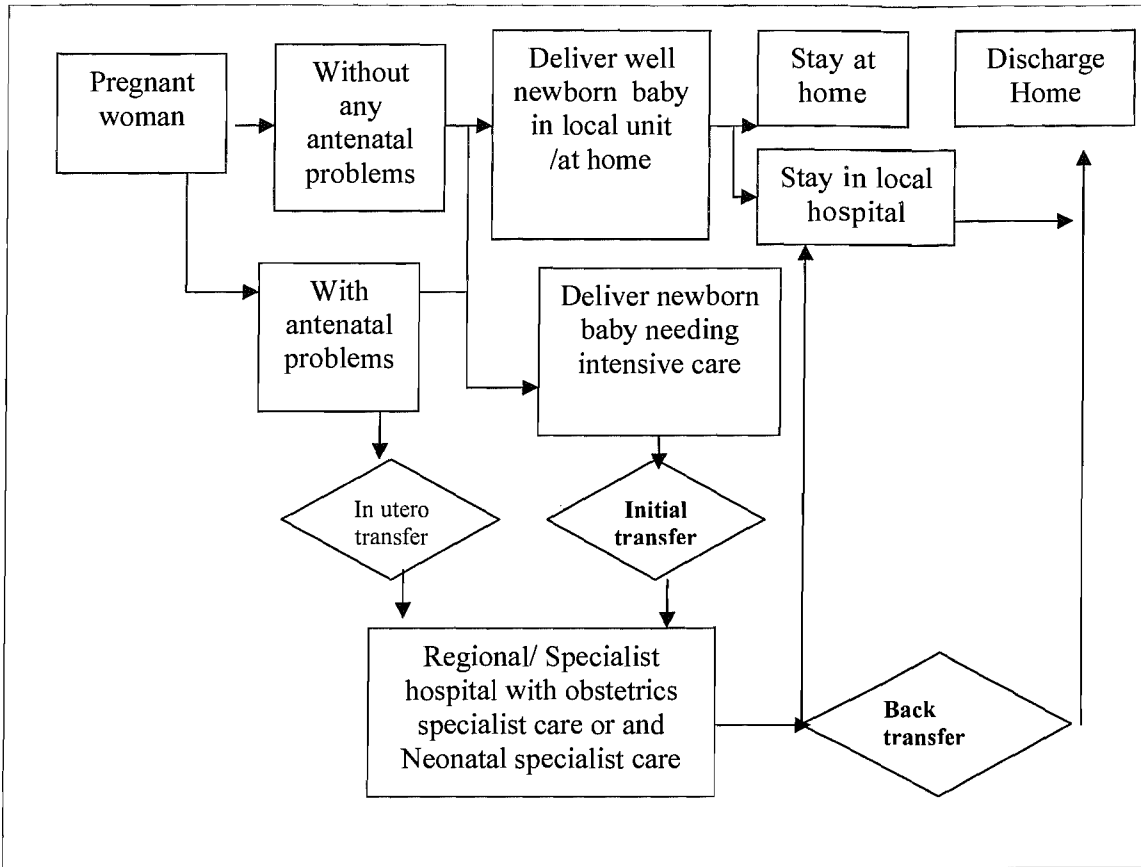 Pregnant
woman
Without
any
antenatal
problems
Deliver well
newborn baby
in local unit
/at home
Stay at
home
Discharge
Home
Stay in local
hospital
With
antenatal
problems
Deliver newborn
baby needing
intensive care
In utero
transfer
Initial
transfer
Regional/ Specialist
hospital with obstetrics
specialist care or and
Neonatal specialist care
Back
transfer